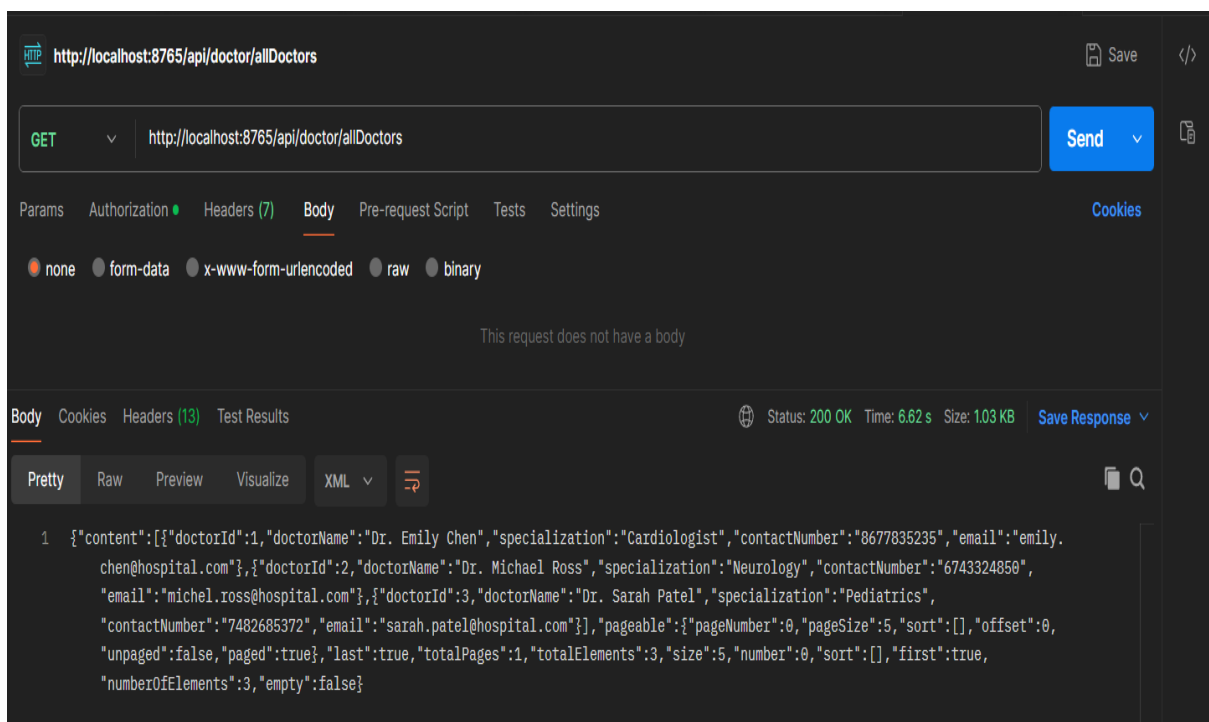 HTTP http://localhost:8765/api/doctor/allDoctors Save </>
GET http://localhost:8765/api/doctor/allDoctors Send
Params Authorization Headers (7) Body Pre-request Script Tests Settings Cookies
none form-data x-www-form-urlencoded raw binary
This request does not have a body
Body Cookies Headers (13) Test Results Status: 200 OK Time: 6.62 s Size: 1.03 KB Save Response
Pretty Raw Preview Visualize XML
1 {"content":[{"doctorId":1,"doctorName":"Dr. Emily Chen","specialization":"Cardiologist","contactNumber":"8677835235","email":"emily.
chen@hospital.com"},{"doctorId":2,"doctorName":"Dr. Michael Ross","specialization":"Neurology","contactNumber":"6743324850",
"email":"michel.ross@hospital.com"},{"doctorId":3,"doctorName":"Dr. Sarah Patel","specialization":"Pediatrics",
"contactNumber":"7482685372","email":"sarah.patel@hospital.com"}],"pageable":{"pageNumber":0,"pageSize":5,"sort":[],"offset":0,
"unpaged":false,"paged":true},"last":true,"totalPages":1,"totalElements":3,"size":5,"number":0,"sort":[],"first":true,
"numberOfElements":3,"empty":false}